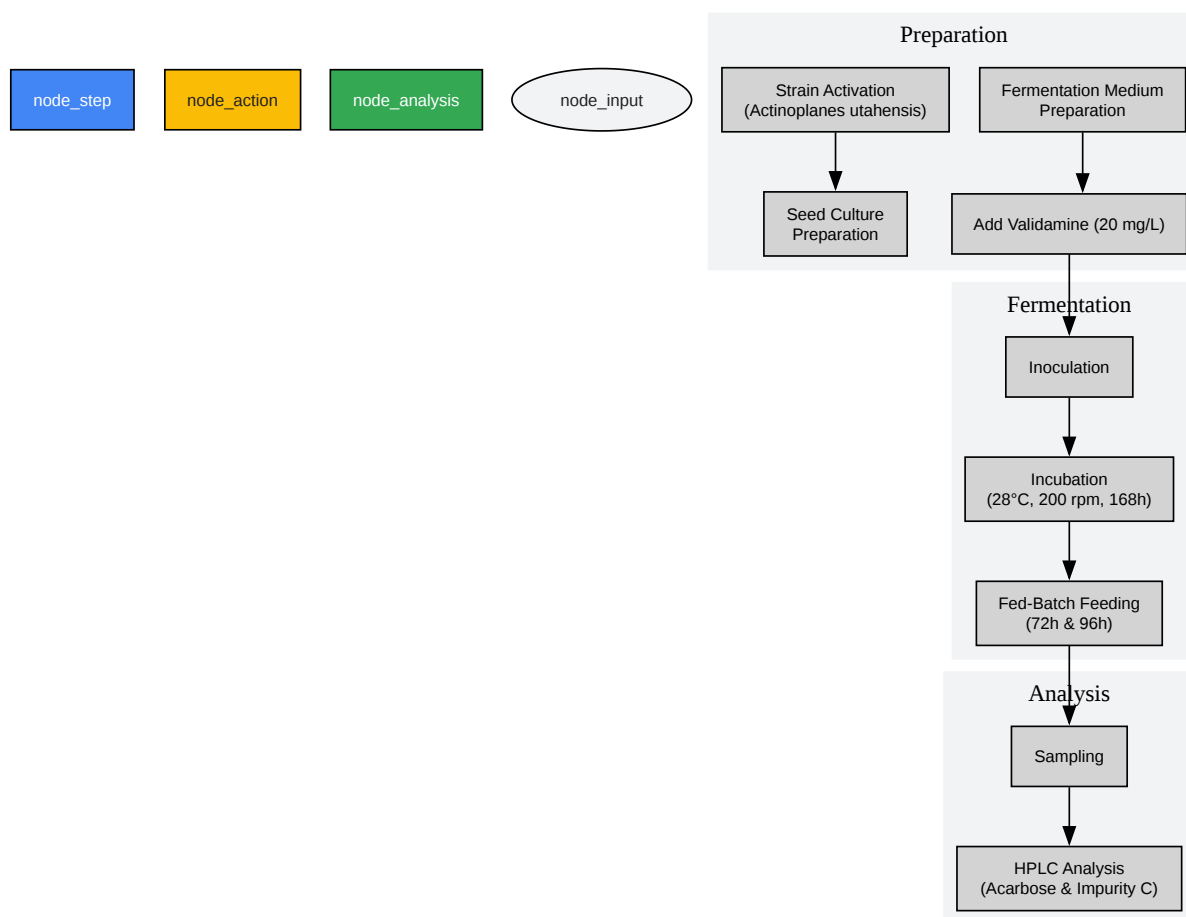 Preparation
node_step
node_action
node_analysis
node_input
Strain Activation
(Actinoplanes utahensis)
Fermentation Medium
Preparation
Seed Culture
Preparation
Add Validamine (20 mg/L)
Fermentation
Inoculation
Incubation
(28°C, 200 rpm, 168h)
Fed-Batch Feeding
(72h & 96h)
Analysis
Sampling
HPLC Analysis
(Acarbose & Impurity C)